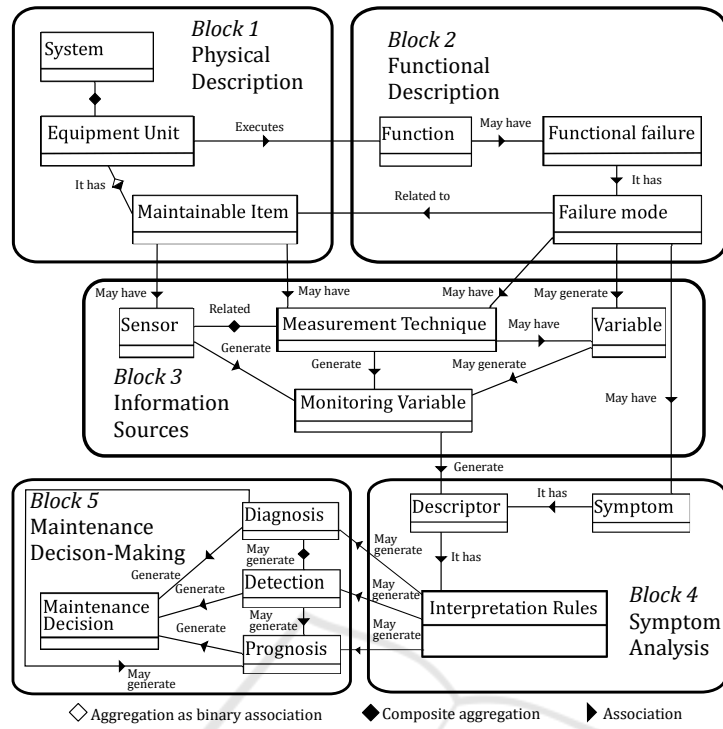 Block 1
Physical
Description
System
Equipment Unit
It has
Maintainable Item
Executes
Block 2
Functional
Description
Function
May have
Functional failure
It has
Related to
Failure mode
May have
May have
May have
May generate
Sensor
Related
Measurement Technique
May have
Variable
Generate
Generate
May generate
Block 3
Information
Sources
Monitoring Variable
May have
Generate
Block 5
Maintenance
Decison-Making
Diagnosis
May
generate
Generate
Generate
Detection
Maintenance
Decision
May
generate
Generate
Prognosis
May
generate
Descriptor
It has
Symptom
May
generate
It has
May
generate
May
generate
Interpretation Rules
Block 4
Symptom
Analysis
Aggregation as binary association
Composite aggregation
Association